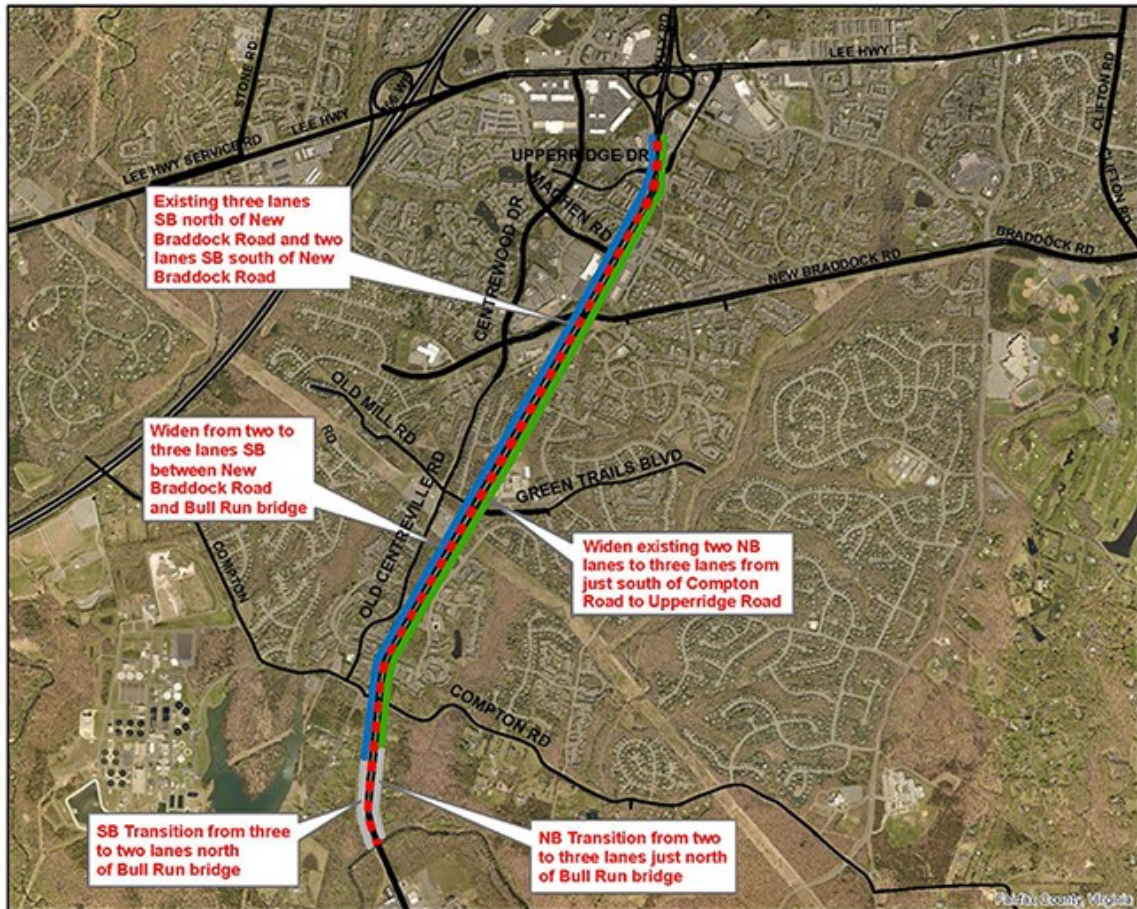 STONE RD
LEE HWY
LEE HWY
LEE HWY SERVICE RD
CLIFTON RD
CLIFTON RD
UPPERRIDGE DR
MACHEN RD
Existing three lanes
SB north of New
Braddock Road and two
lanes SB south of New
Braddock Road
CENTREWOOD DR
BRADDOCK RD
NEW BRADDOCK RD
OLD MILL RD
RD
Widen from two to
three lanes SB
between New
Braddock Road
and Bull Run bridge
GREEN TRAILS BLVD
OLD CENTREVILLE RD
COMPTON
Widen existing two NB
lanes to three lanes from
just south of Compton
Road to Upperridge Road
COMPTON RD
SB Transition from three
to two lanes north
of Bull Run bridge
NB Transition from two
to three lanes just north
of Bull Run bridge
Fairfax County, Virginia